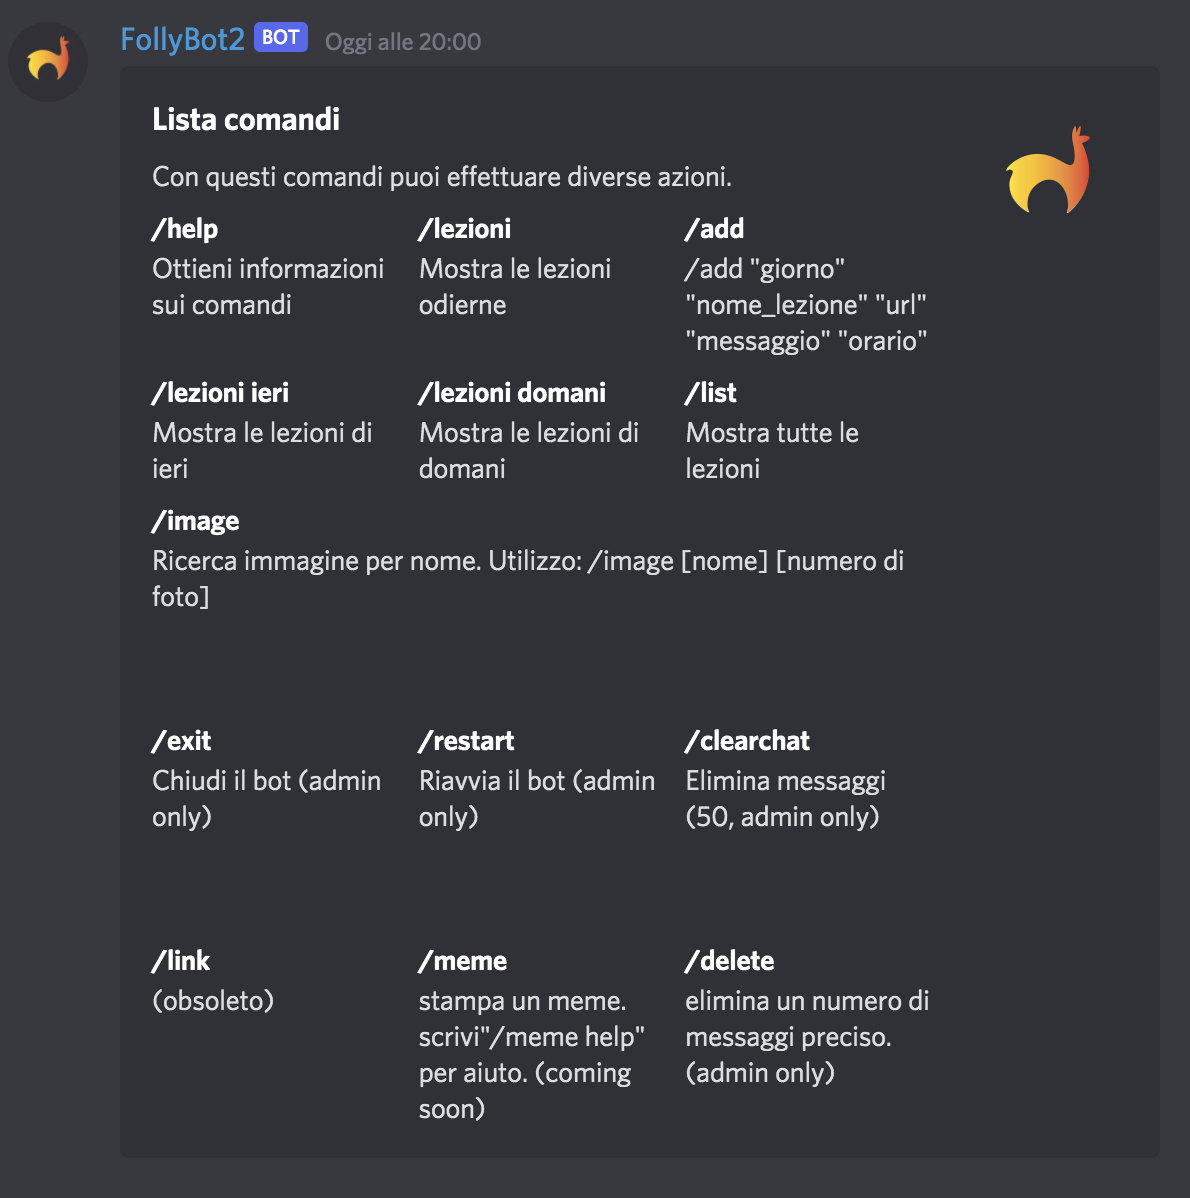 FollyBot2 BOT Oggi alle 20:00
Lista comandi
Con questi comandi puoi effettuare diverse azioni.
/help
Ottieni informazioni
sui comandi
/lezioni
Mostra le lezioni
odierne
/add
/add "giorno"
"nome_lezione" "url"
"messaggio" "orario"
/lezioni ieri
Mostra le lezioni di
ieri
/lezioni domani
Mostra le lezioni di
domani
/list
Mostra tutte le
lezioni
/image
Ricerca immagine per nome. Utilizzo: /image [nome] [numero di
foto]
/exit
Chiudi il bot (admin
only)
/restart
Riavvia il bot (admin
only)
/clearchat
Elimina messaggi
(50, admin only)
/link
(obsoleto)
/meme
stampa un meme.
scrivi"/meme help"
per aiuto. (coming
soon)
/delete
elimina un numero di
messaggi preciso.
(admin only)